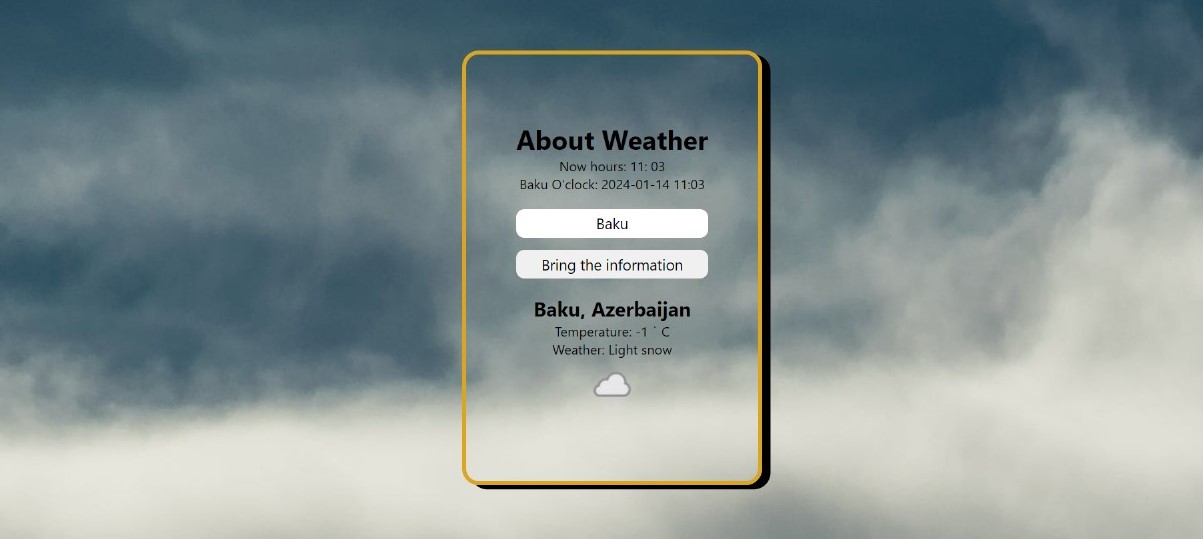 About Weather
Now hours: 11: 03
Baku O'clock: 2024-01-14 11:03
Baku
Bring the information
Baku, Azerbaijan
Temperature: -1 ˚ C
Weather: Light snow